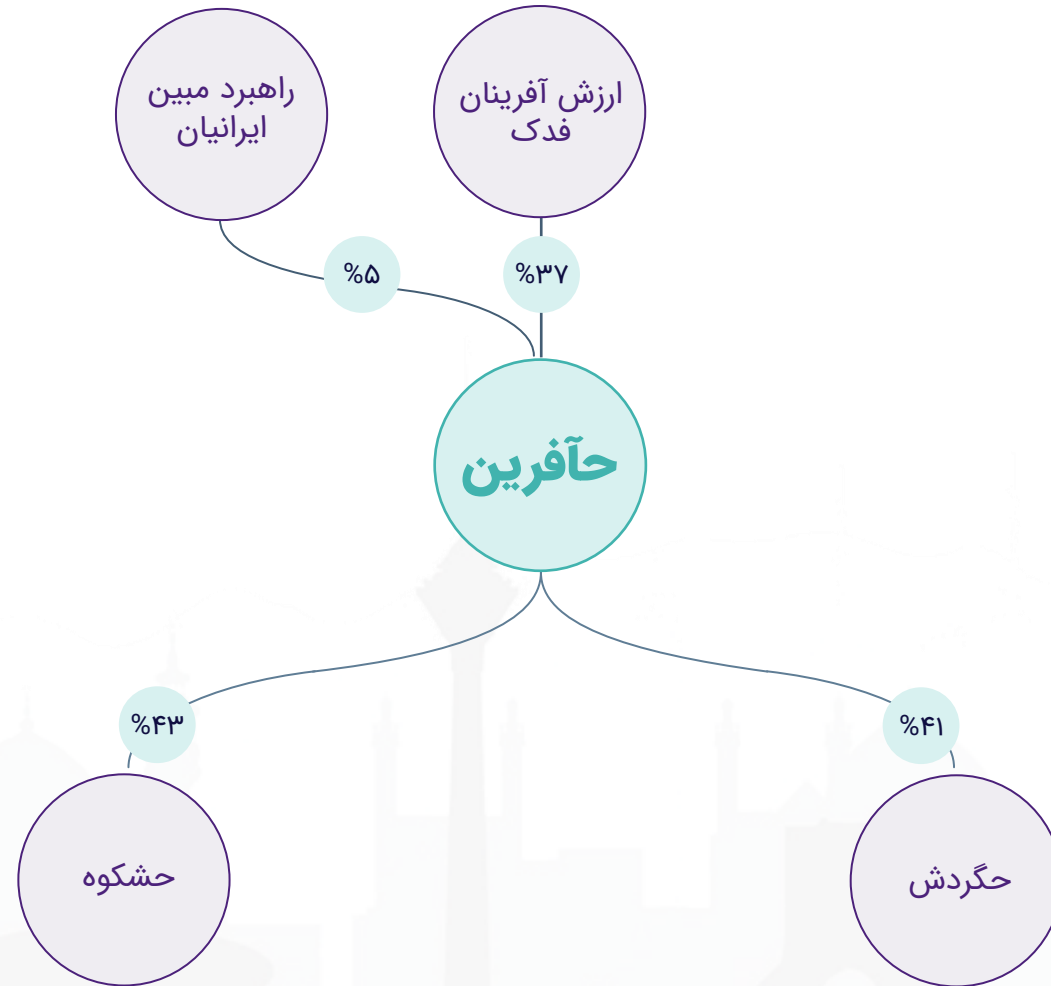 ارزش آفرینان
فدک
راهبرد مبین
ایرانیان
%۳۷
%۵
حآفرین
%۴۱
%۴۳
حگردش
حشکوه